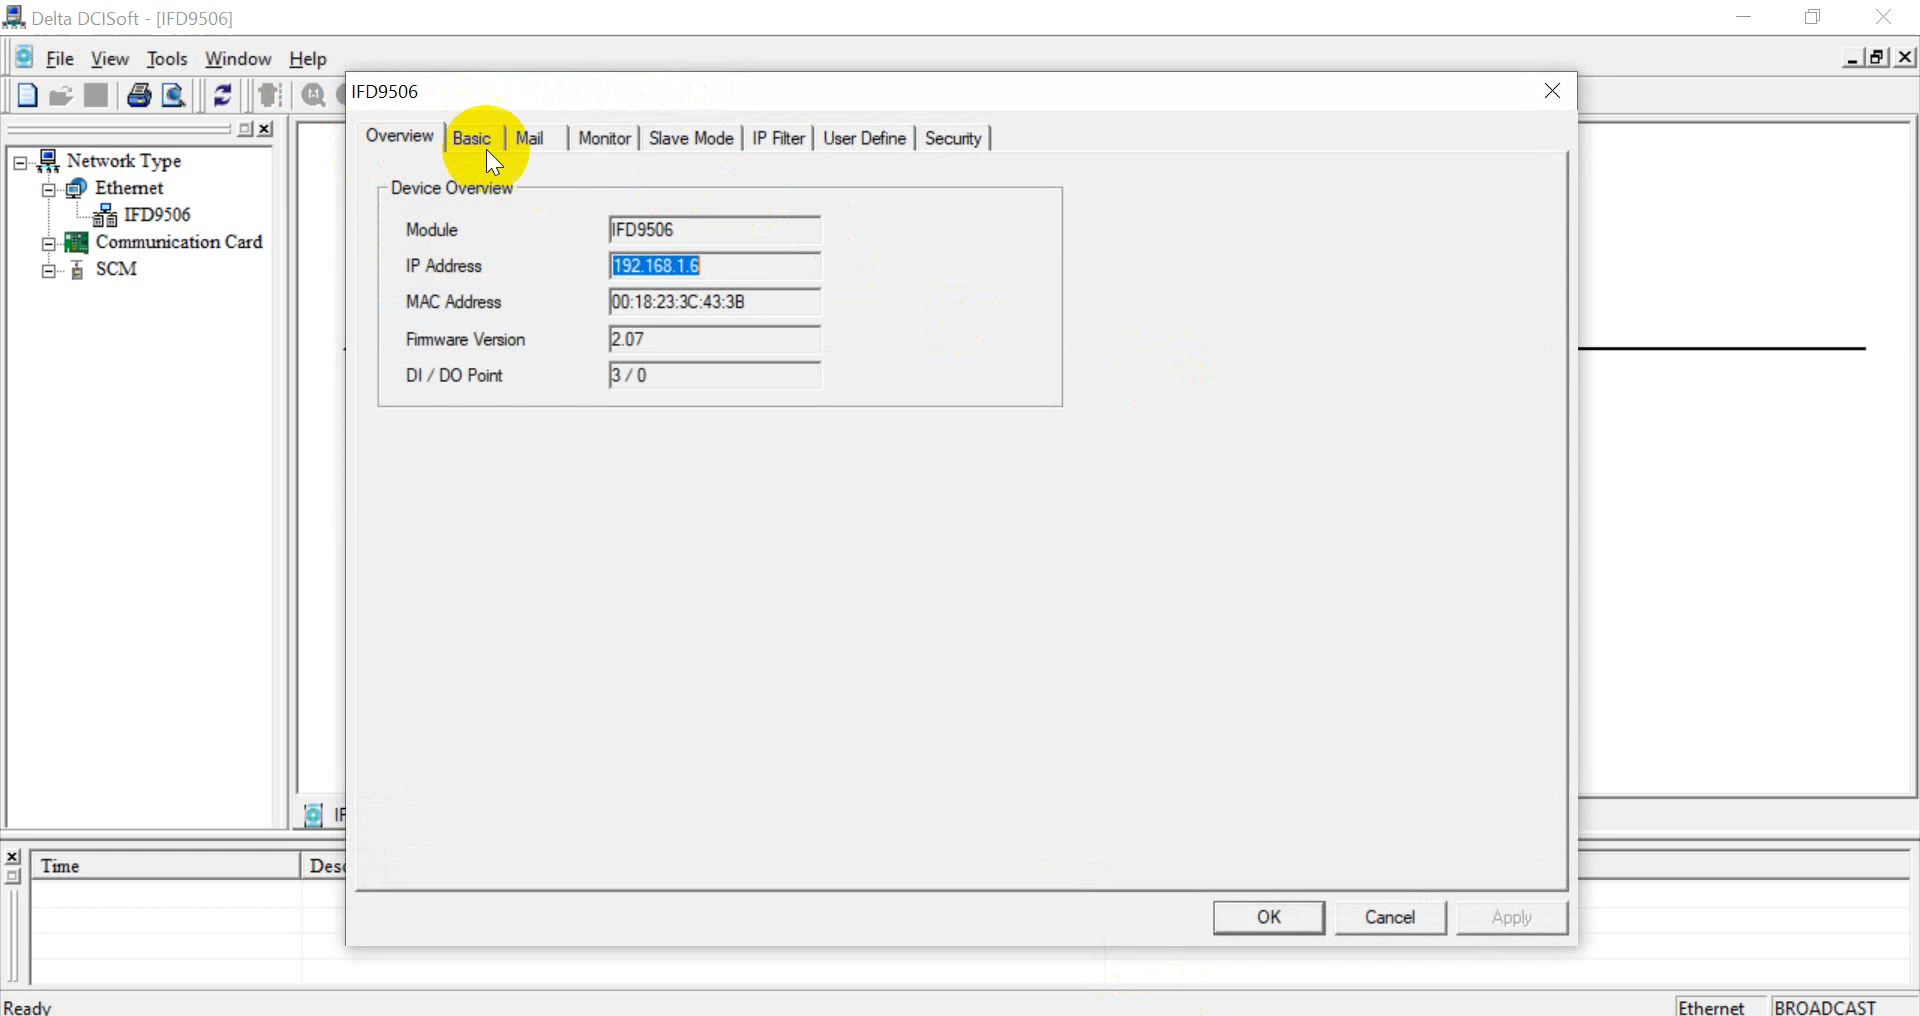 Delta DCISoft - [IFD9506]
File View Tools Window Help
IFD9506
Overview Basic Mail Monitor Slave Mode IP Filter User Define Security
Network Type
Ethernet
IFD9506
Communication Card
SCM
Device Overview
Module IFD9506
IP Address 192.168.1.6
MAC Address 00:18:23:3C:43:3B
Firmware Version 2.07
DI / DO Point 3 / 0
IF
Time Desc
OK Cancel Apply
Ready Ethernet BROADCAST